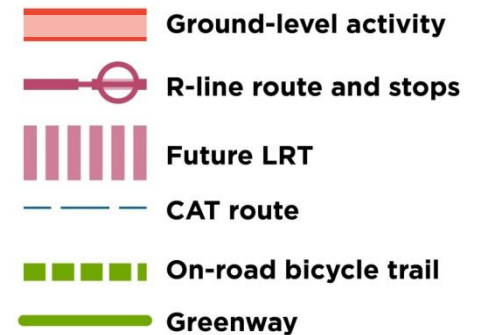 Ground-level activity
R-line route and stops
Future LRT
CAT route
On-road bicycle trail
Greenway